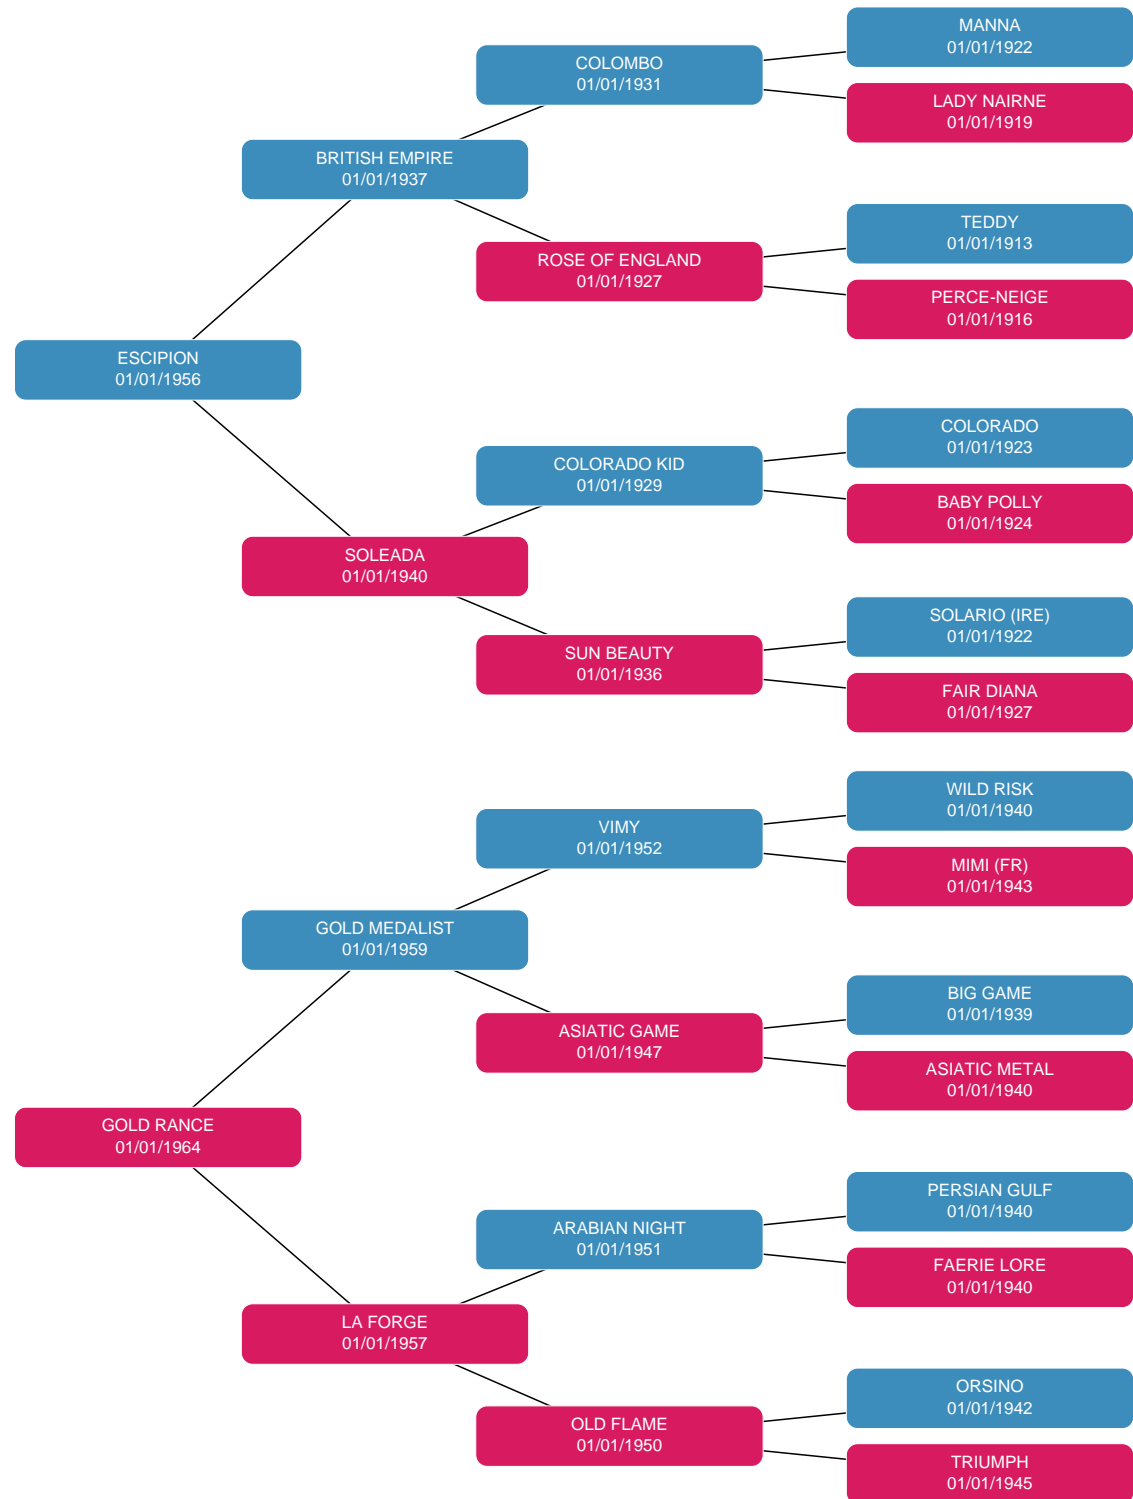 MANNA
01/01/1922
COLOMBO
01/01/1931
LADY NAIRNE
01/01/1919
BRITISH EMPIRE
01/01/1937
TEDDY
01/01/1913
ROSE OF ENGLAND
01/01/1927
PERCE-NEIGE
01/01/1916
ESCIPION
01/01/1956
COLORADO
01/01/1923
COLORADO KID
01/01/1929
BABY POLLY
01/01/1924
SOLEADA
01/01/1940
SOLARIO (IRE)
01/01/1922
SUN BEAUTY
01/01/1936
FAIR DIANA
01/01/1927
WILD RISK
01/01/1940
VIMY
01/01/1952
MIMI (FR)
01/01/1943
GOLD MEDALIST
01/01/1959
BIG GAME
01/01/1939
ASIATIC GAME
01/01/1947
ASIATIC METAL
01/01/1940
GOLD RANCE
01/01/1964
PERSIAN GULF
01/01/1940
ARABIAN NIGHT
01/01/1951
FAERIE LORE
01/01/1940
LA FORGE
01/01/1957
ORSINO
01/01/1942
OLD FLAME
01/01/1950
TRIUMPH
01/01/1945